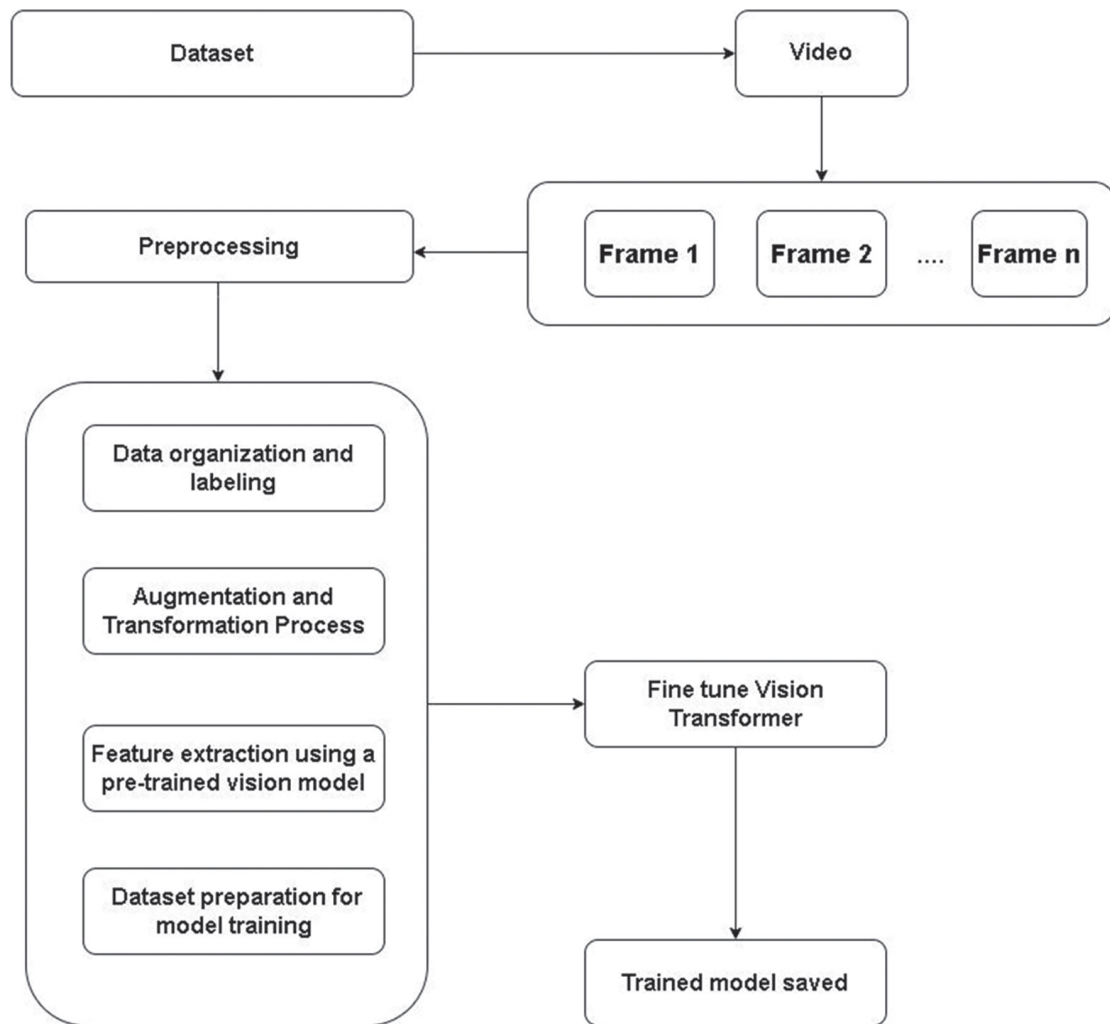 Dataset
Video
Frame 1
Frame 2
....
Frame n
Preprocessing
Data organization and
labeling
Augmentation and
Transformation Process
Feature extraction using a
pre-trained vision model
Dataset preparation for
model training
Fine tune Vision
Transformer
Trained model saved